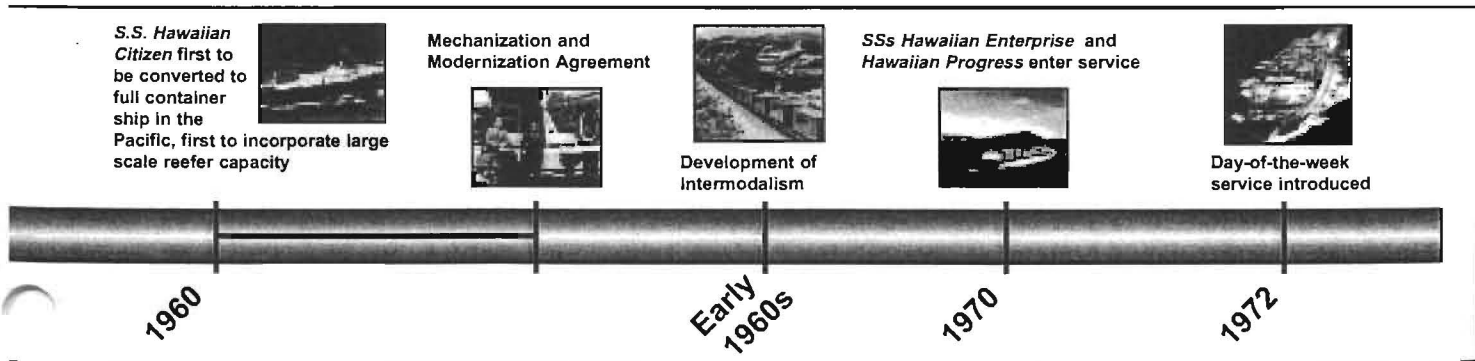 S.S. Hawaiian
Citizen first to
be converted to
full container
ship in the
Pacific, first to incorporate large
scale reefer capacity
Mechanization and
Modernization Agreement
Development of
Intermodalism
SSs Hawaiian Enterprise and
Hawaiian Progress enter service
Day-of-the-week
service introduced
1960
Early
1960s
1970
1972